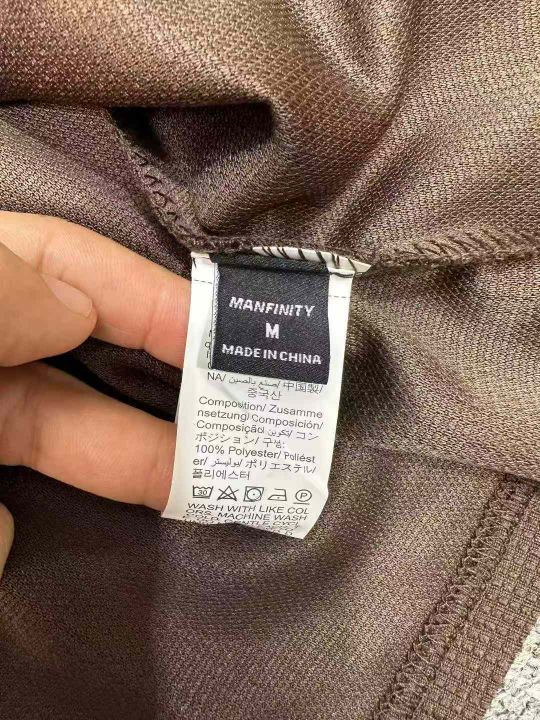 MANFINITY
M
MADE IN CHINA
NA/ صنع بالصين/ 中国製/
중국산
Composition/ Zusamme
nsetzung/ Composición/
Composição/ تكوين/ コン
ポジション/ 구성:
100% Polyester/ Poliést
er/ بوليستر/ ポリエステル/
폴리에스터
30
P
WASH WITH LIKE COL
ORS. MACHINE WASH